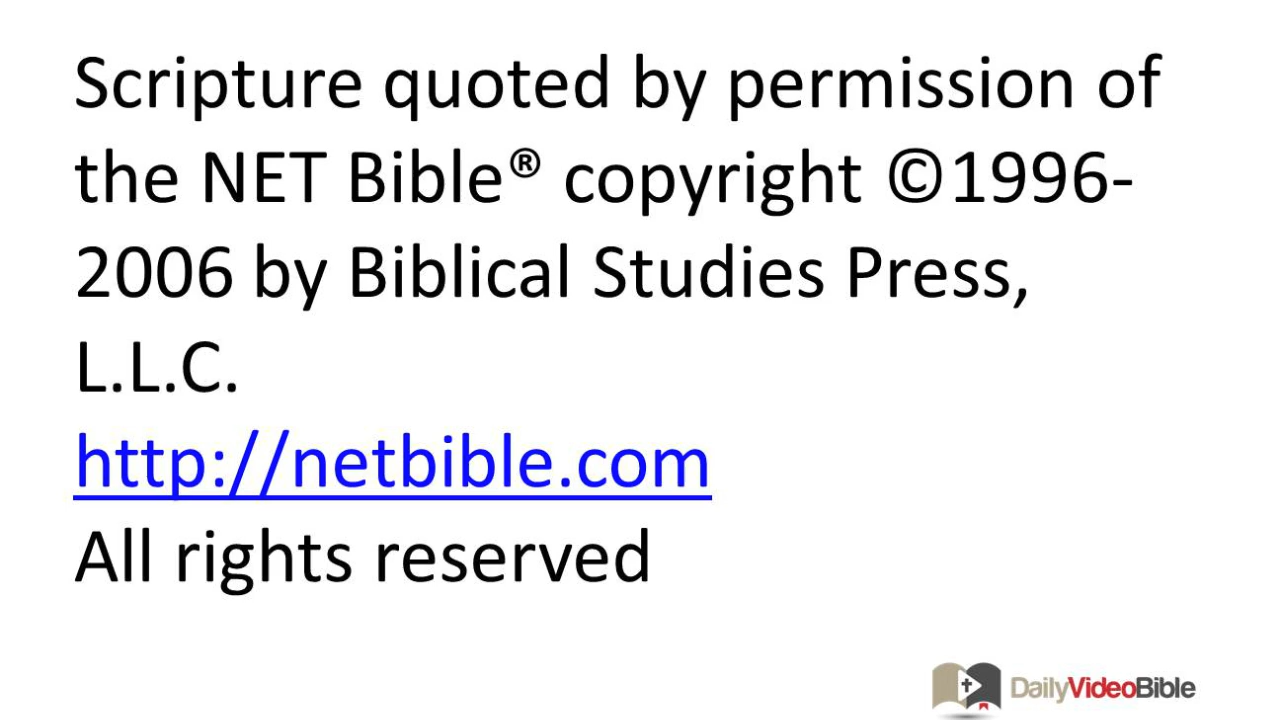 Scripture quoted by permission of
the NET Bible® copyright ©1996-
2006 by Biblical Studies Press,
L.L.C.
http://netbible.com
All rights reserved
DailyVideoBible